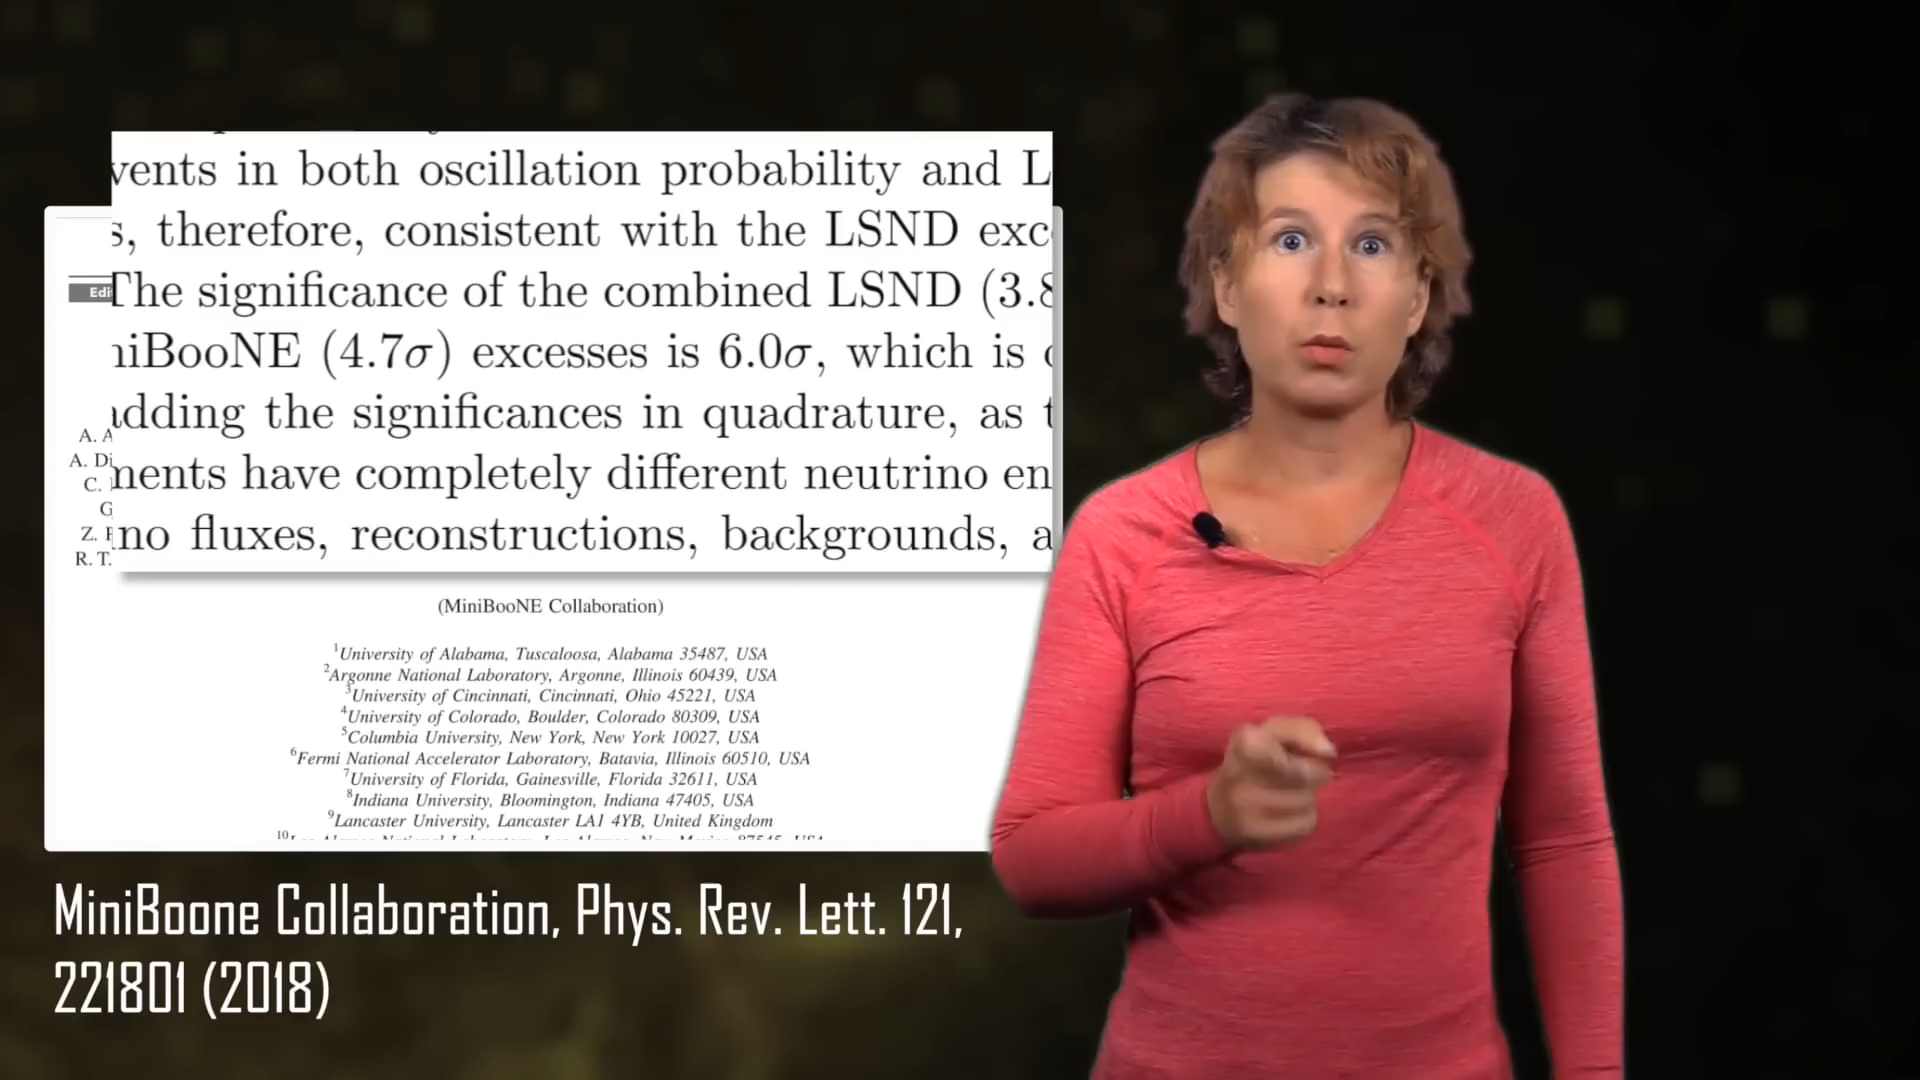 vents in both oscillation probability and L
s, therefore, consistent with the LSND exc
The significance of the combined LSND (3.8
niBooNE (4.7σ) excesses is 6.0σ, which is
adding the significances in quadrature, as t
ments have completely different neutrino en
ino fluxes, reconstructions, backgrounds, a
Edi
A. A
A. Di
C.
G
Z.
R. T.
(MiniBooNE Collaboration)
1University of Alabama, Tuscaloosa, Alabama 35487, USA
2Argonne National Laboratory, Argonne, Illinois 60439, USA
3University of Cincinnati, Cincinnati, Ohio 45221, USA
4University of Colorado, Boulder, Colorado 80309, USA
5Columbia University, New York, New York 10027, USA
6Fermi National Accelerator Laboratory, Batavia, Illinois 60510, USA
7University of Florida, Gainesville, Florida 32611, USA
8Indiana University, Bloomington, Indiana 47405, USA
9Lancaster University, Lancaster LA1 4YB, United Kingdom
MiniBoone Collaboration, Phys. Rev. Lett. 121,
221801 (2018)